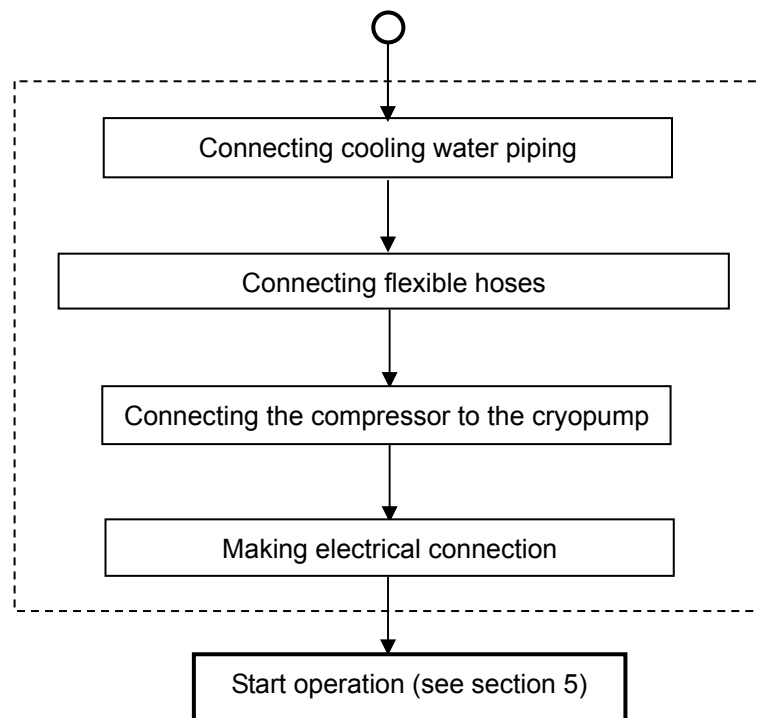 Connecting cooling water piping
Connecting flexible hoses
Connecting the compressor to the cryopump
Making electrical connection
Start operation (see section 5)